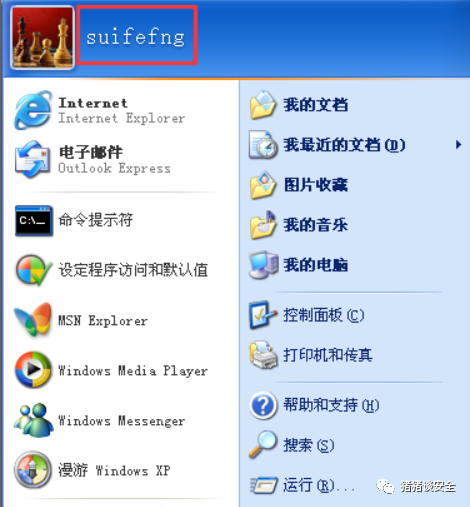 suifefng
Internet
Internet Explorer
电子邮件
Outlook Express
C:\_
命令提示符
设定程序访问和默认值
MSN Explorer
Windows Media Player
Windows Messenger
漫游 Windows XP
我的文档
我最近的文档(D)
图片收藏
我的音乐
我的电脑
控制面板(C)
打印机和传真
帮助和支持(H)
搜索(S)
运行(R)...
猪猪谈安全